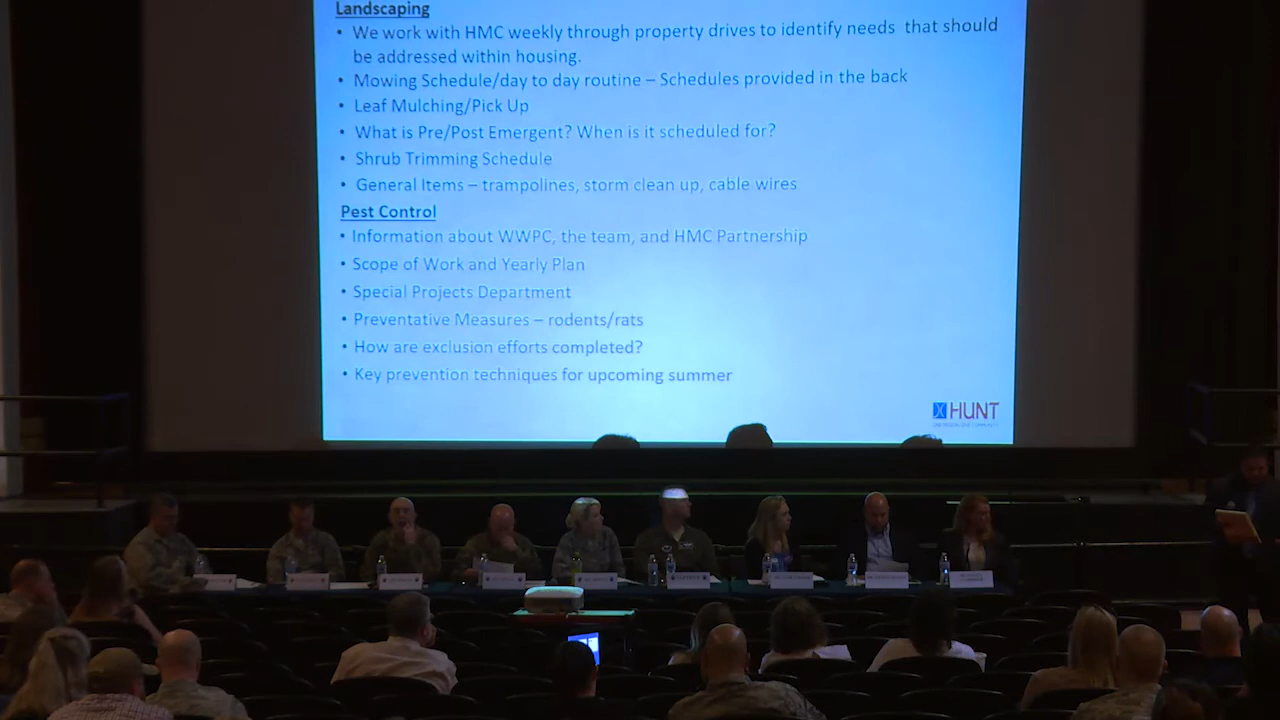 Landscaping
• We work with HMC weekly through property drives to identify needs that should
be addressed within housing.
• Mowing Schedule/day to day routine – Schedules provided in the back
• Leaf Mulching/Pick Up
• What is Pre/Post Emergent? When is it scheduled for?
• Shrub Trimming Schedule
• General Items – trampolines, storm clean up, cable wires
Pest Control
• Information about WWPC, the team, and HMC Partnership
• Scope of Work and Yearly Plan
• Special Projects Department
• Preventative Measures – rodents/rats
• How are exclusion efforts completed?
• Key prevention techniques for upcoming summer
HUNT